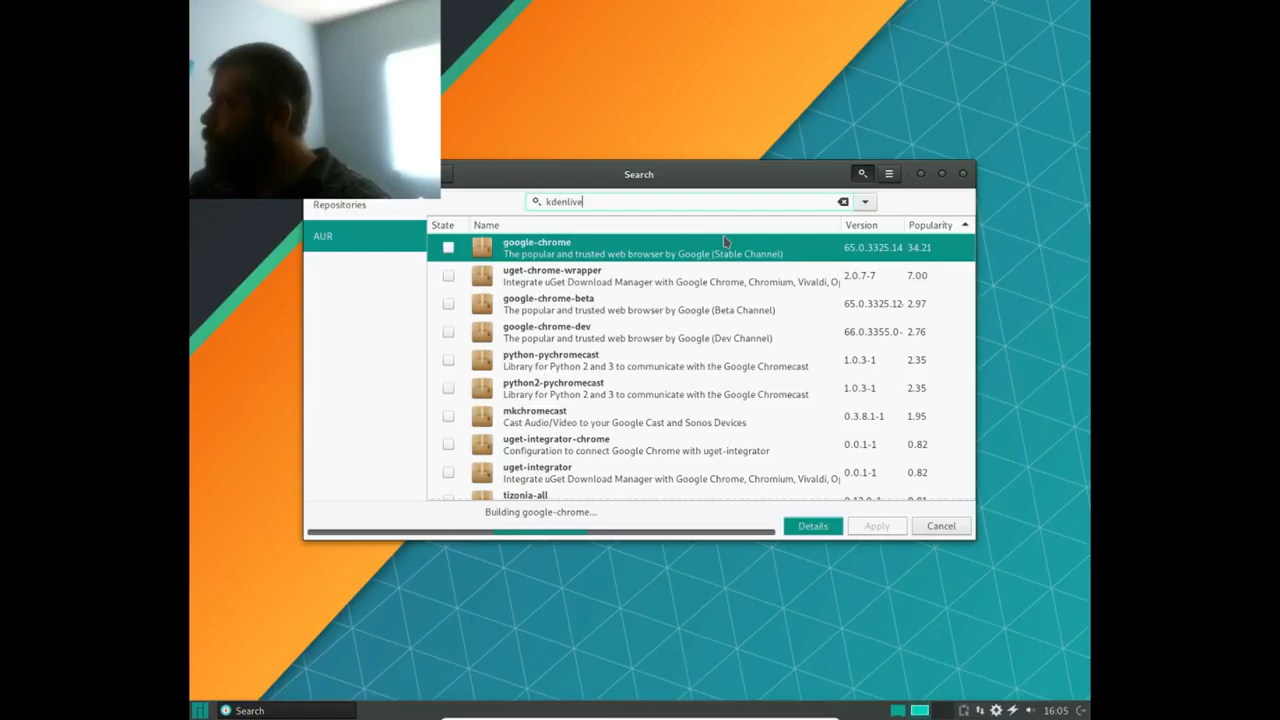 Search
kdenlive
Repositories
AUR
State Name Version Popularity
google-chrome
The popular and trusted web browser by Google (Stable Channel)
65.0.3325.14 34.21
uget-chrome-wrapper
Integrate uGet Download Manager with Google Chrome, Chromium, Vivaldi, O
2.0.7-7 7.00
google-chrome-beta
The popular and trusted web browser by Google (Beta Channel)
65.0.3325.12 2.97
google-chrome-dev
The popular and trusted web browser by Google (Dev Channel)
66.0.3355.0- 2.76
python-pychromecast
Library for Python 2 and 3 to communicate with the Google Chromecast
1.0.3-1 2.35
python2-pychromecast
Library for Python 2 and 3 to communicate with the Google Chromecast
1.0.3-1 2.35
mkchromecast
Cast Audio/Video to your Google Cast and Sonos Devices
0.3.8.1-1 1.95
uget-integrator-chrome
Configuration to connect Google Chrome with uget-integrator
0.0.1-1 0.82
uget-integrator
Integrate uGet Download Manager with Google Chrome, Chromium, Vivaldi, O
0.0.1-1 0.82
tizonia-all
Building google-chrome...
Details Apply Cancel
Search 16:05